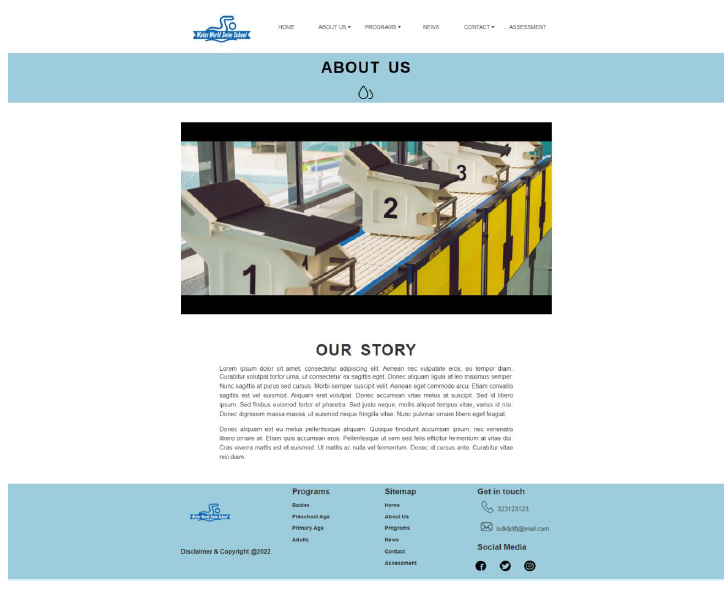 Water World Swim School
HOME
ABOUT US
PROGRAMS
NEWS
CONTACT
ASSESSMENT
ABOUT US
1
2
3
OUR STORY
Lorem ipsum dolor sit amet, consectetur adipiscing elit. Aenean nec vulputate eros, eu tempor diam.
Curabitur volutpat tortor urna, ut consectetur ex sagittis eget. Donec aliquam ligula at leo maximus semper.
Nunc sagittis at purus sed cursus. Morbi semper suscipit velit. Aenean eget commodo arcu. Etiam convallis
sagittis est vel euismod. Aliquam erat volutpat. Donec accumsan vitae metus at suscipit. Sed id libero
ipsum. Sed finibus euismod tortor et pharetra. Sed justo neque, mollis aliquet tempus vitae, varius id nisi.
Donec dignissim massa massa, ut euismod neque fringilla vitae. Nunc pulvinar ornare libero eget feugiat.
Donec aliquam est eu metus pellentesque aliquam. Quisque tincidunt accumsan ipsum, nec venenatis
libero ornare at. Etiam quis accumsan eros. Pellentesque ut sem sed felis efficitur fermentum at vitae dui.
Cras viverra mattis est et euismod. Ut mattis ac nulla vel fermentum. Donec id cursus ante. Curabitur vitae
nisi diam.
Disclaimer & Copyright @2022
Programs
Babies
Preschool Age
Primary Age
Adults
Sitemap
Home
About Us
Programs
News
Contact
Assessment
Get in touch
323123123
Social Media